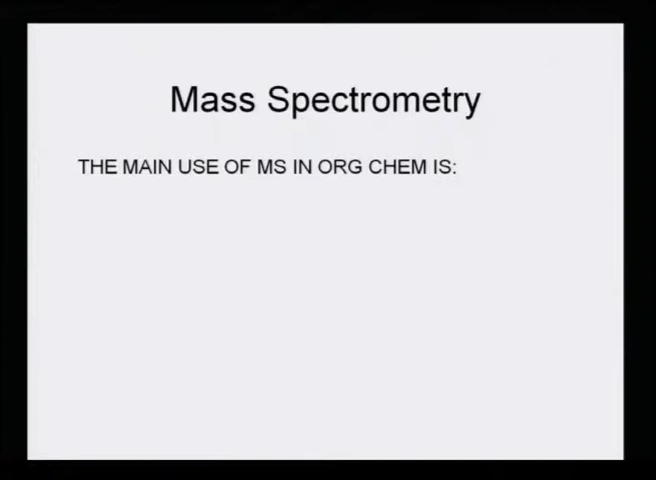 Mass Spectrometry
THE MAIN USE OF MS IN ORG CHEM IS: